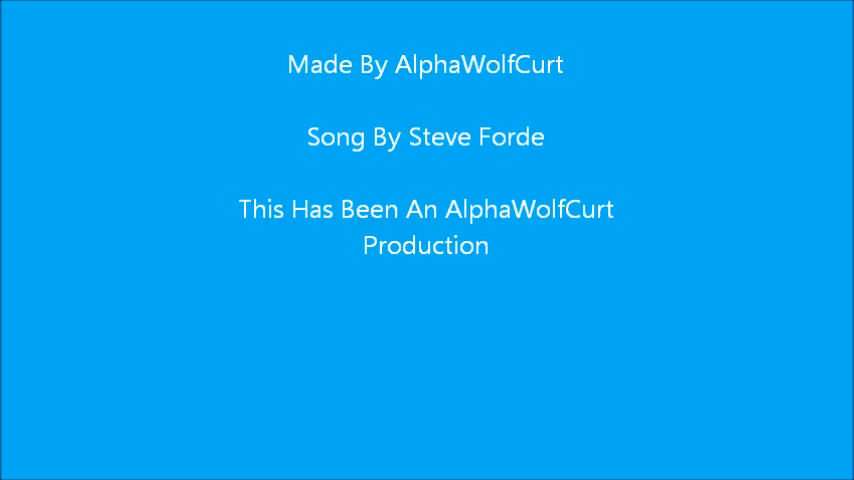 Made By AlphaWolfCurt
Song By Steve Forde
This Has Been An AlphaWolfCurt
Production